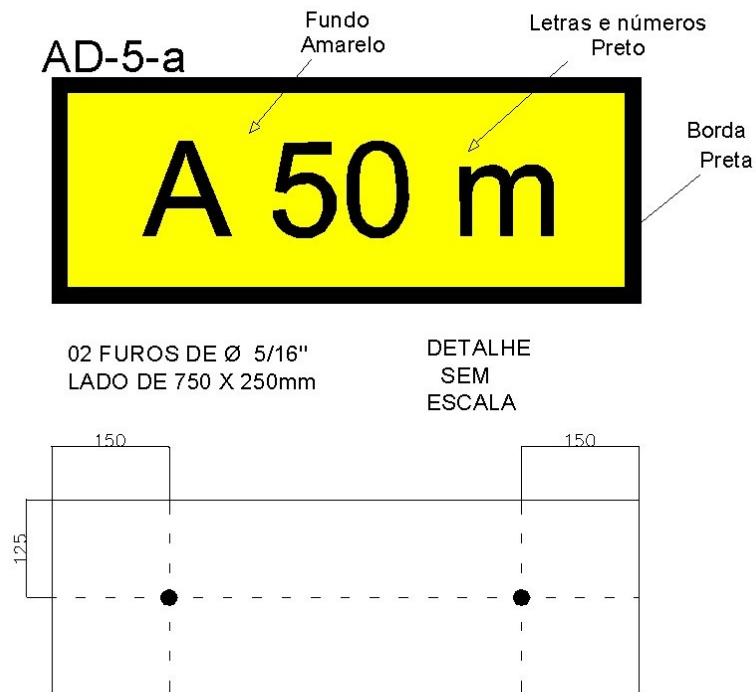 Fundo
Amarelo
Letras e números
Preto
AD-5-a
Borda
Preta
A 50 m
02 FUROS DE Ø 5/16"
LADO DE 750 X 250mm
DETALHE
SEM
ESCALA
150
150
125